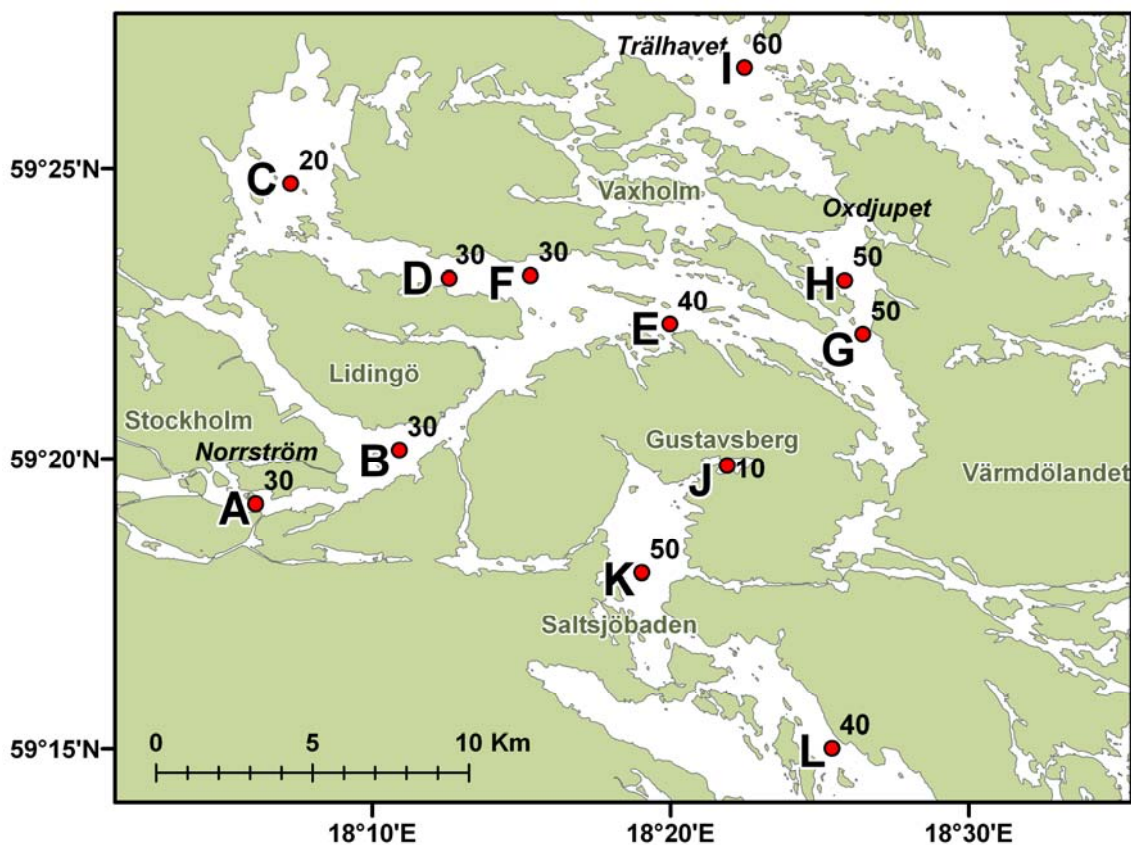 Trälhavet
60
I
59°25'N
20
C
Vaxholm
Oxdjupet
30
30
D
F
50
H
40
50
E
G
Lidingö
Stockholm
30
Norrström
B
Gustavsberg
59°20'N
30
J
10
Värmdölandet
A
50
K
Saltsjöbaden
40
59°15'N
L
0 5 10 Km
18°10'E 18°20'E 18°30'E